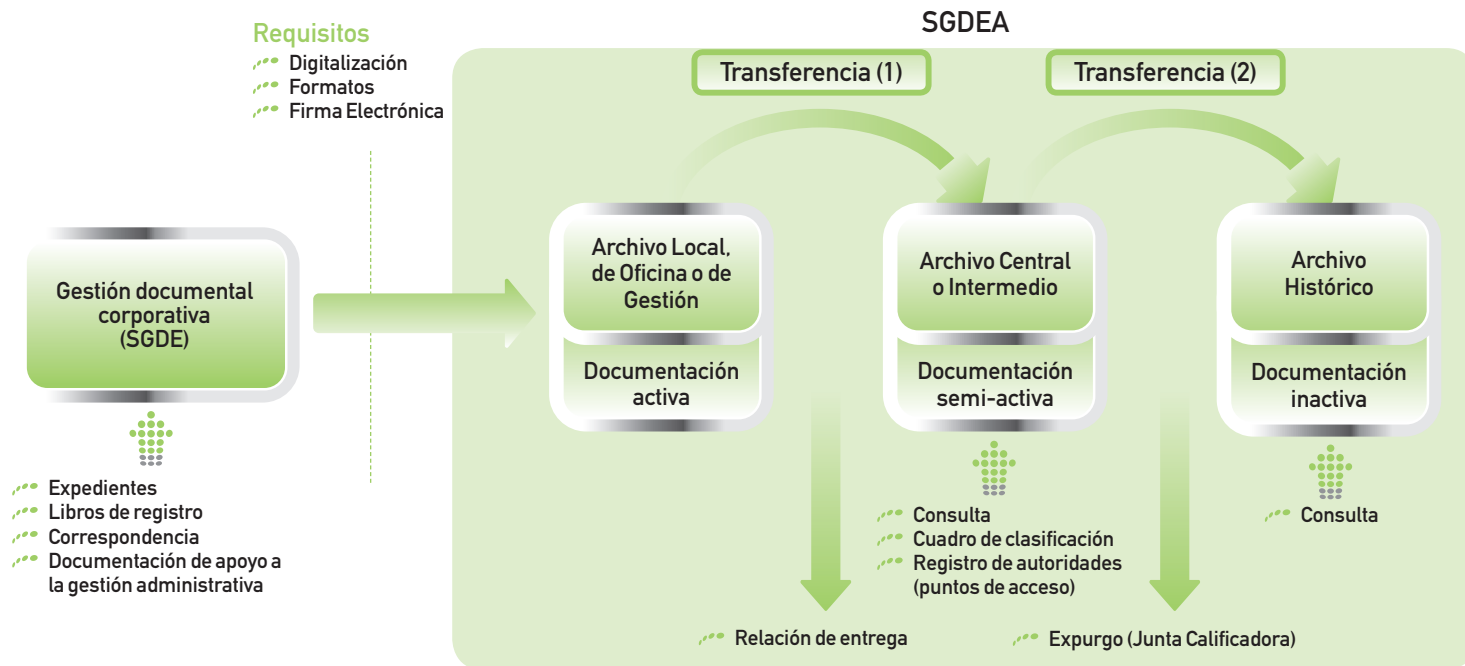 SGDEA
Requisitos
Digitalización
Formatos
Firma Electrónica
Transferencia (1)
Transferencia (2)
Gestión documental
corporativa
(SGDE)
Archivo Local,
de Oficina o de
Gestión
Documentación
activa
Archivo Central
o Intermedio
Documentación
semi-activa
Archivo
Histórico
Documentación
inactiva
Expedientes
Libros de registro
Correspondencia
Documentación de apoyo a
la gestión administrativa
Consulta
Cuadro de clasificación
Registro de autoridades
(puntos de acceso)
Consulta
Relación de entrega
Expurgo (Junta Calificadora)